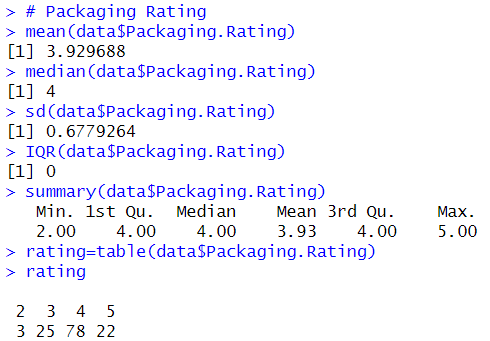 > # Packaging Rating
> mean(data$Packaging.Rating)
[1] 3.929688
> median(data$Packaging.Rating)
[1] 4
> sd(data$Packaging.Rating)
[1] 0.6779264
> IQR(data$Packaging.Rating)
[1] 0
> summary(data$Packaging.Rating)
   Min. 1st Qu.  Median    Mean 3rd Qu.    Max.
   2.00    4.00    4.00    3.93    4.00    5.00
> rating=table(data$Packaging.Rating)
> rating
 2  3  4  5
 3 25 78 22